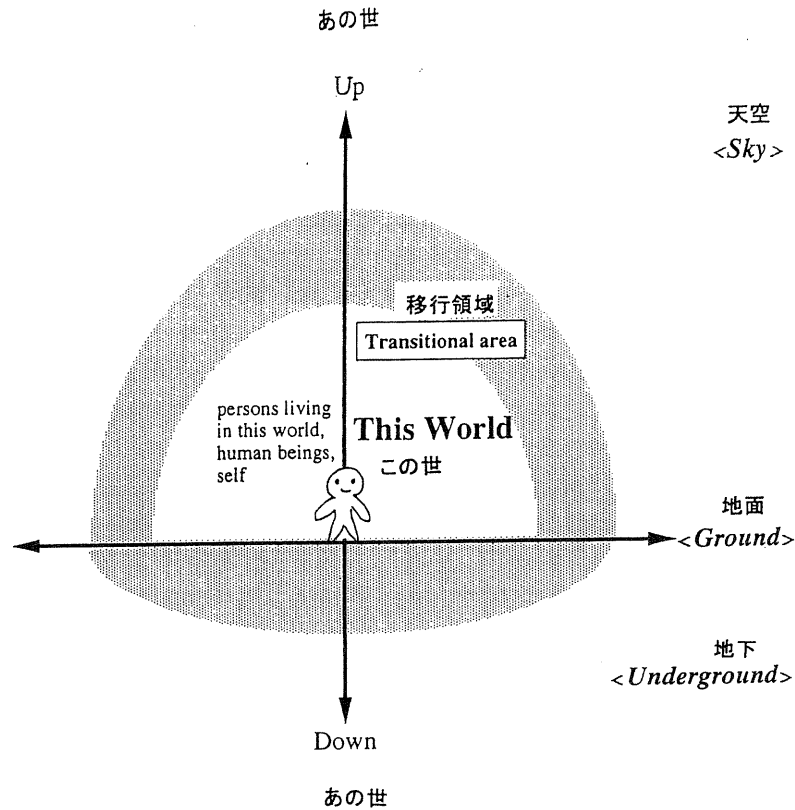 あの世
Up
天空
<Sky>
移行領域
Transitional area
persons living
in this world,
human beings,
self
This World
この世
地面
<Ground>
地下
<Underground>
Down
あの世